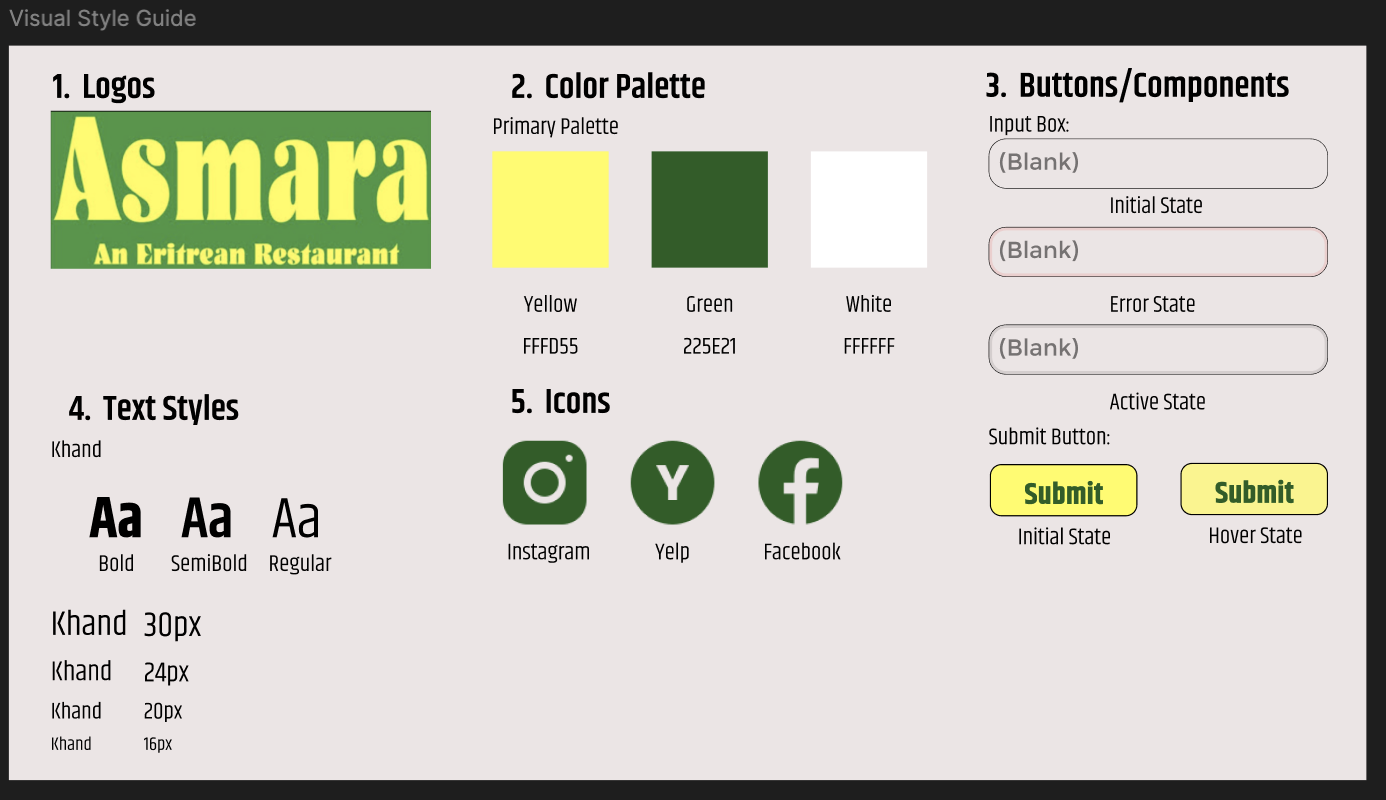 Visual Style Guide
1. Logos
Asmara
An Eritrean Restaurant
2. Color Palette
Primary Palette
Yellow
Green
White
FFFD55
225E21
FFFFFF
3. Buttons/Components
Input Box:
(Blank)
Initial State
(Blank)
Error State
(Blank)
Active State
Submit Button:
Submit
Submit
Initial State
Hover State
4. Text Styles
Khand
Aa
Aa
Aa
Bold
SemiBold
Regular
Khand 30px
Khand 24px
Khand 20px
Khand 16px
5. Icons
Y
Instagram
Yelp
Facebook